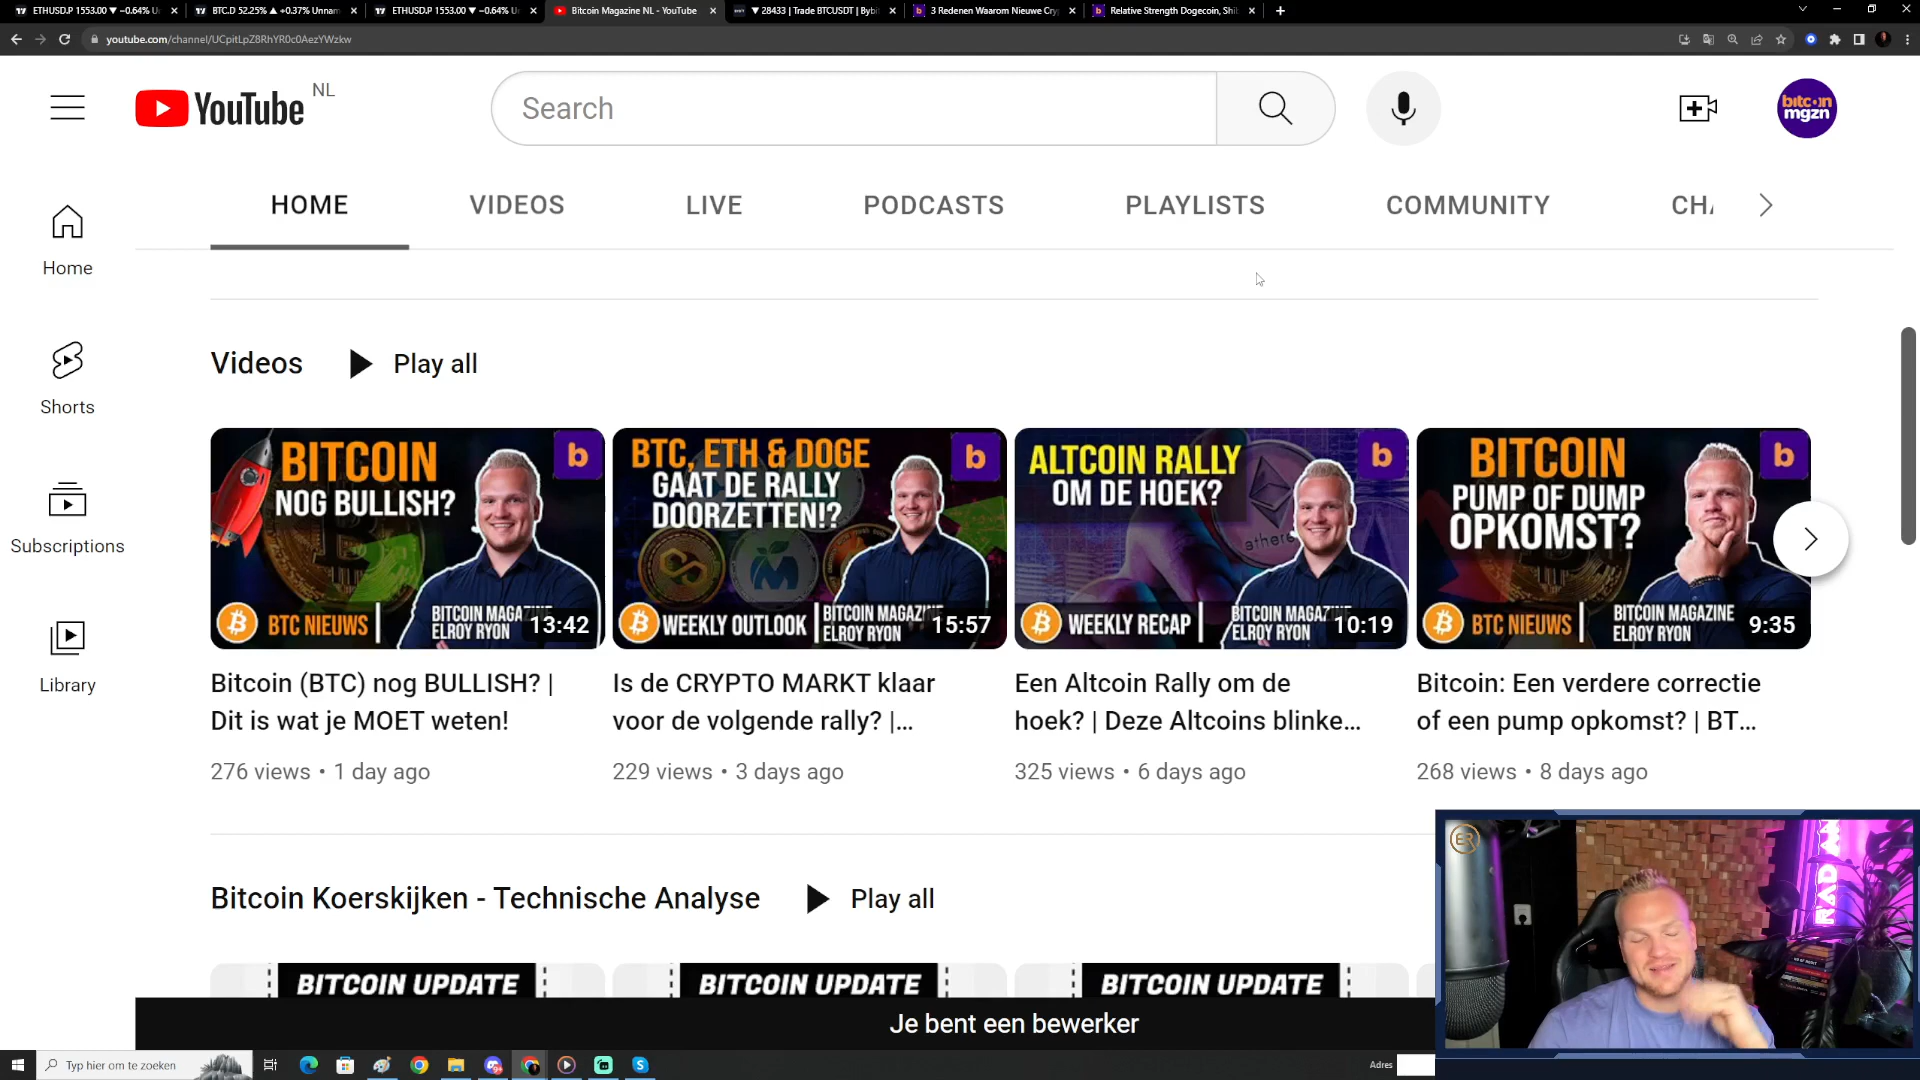 ETHUSD.P 1553.00 ▼ −0.64% U
BTC.D 52.25% ▲ +0.37% Unnam
ETHUSD.P 1553.00 ▼ −0.64% U
Bitcoin Magazine NL - YouTube
▼ 28433 | Trade BTCUSDT | Bybi
3 Redenen Waarom Nieuwe Cry
Relative Strength Dogecoin, Shi
youtube.com/channel/UCpitLpZ8RhYR0c0AezYWzkw
YouTube NL
Search
bitcoin
mgzn
HOME
VIDEOS
LIVE
PODCASTS
PLAYLISTS
COMMUNITY
CHA
Home
Shorts
Subscriptions
Library
Videos
Play all
BITCOIN
NOG BULLISH?
b
BTC NIEUWS
BITCOIN MAGAZINE
ELROY RYON
13:42
BTC, ETH & DOGE
GAAT DE RALLY
DOORZETTEN!?
b
WEEKLY OUTLOOK
BITCOIN MAGAZINE
ELROY RYON
15:57
ALTCOIN RALLY
OM DE HOEK?
b
WEEKLY RECAP
BITCOIN MAGAZINE
ELROY RYON
10:19
BITCOIN
PUMP OF DUMP
OPKOMST?
b
BTC NIEUWS
BITCOIN MAGAZINE
ELROY RYON
9:35
Bitcoin (BTC) nog BULLISH? |
Dit is wat je MOET weten!
276 views • 1 day ago
Is de CRYPTO MARKT klaar
voor de volgende rally? |...
229 views • 3 days ago
Een Altcoin Rally om de
hoek? | Deze Altcoins blinke...
325 views • 6 days ago
Bitcoin: Een verdere correctie
of een pump opkomst? | BT...
268 views • 8 days ago
Bitcoin Koerskijken - Technische Analyse
Play all
BITCOIN UPDATE
BITCOIN UPDATE
BITCOIN UPDATE
Je bent een bewerker
ER
Typ hier om te zoeken
Adres